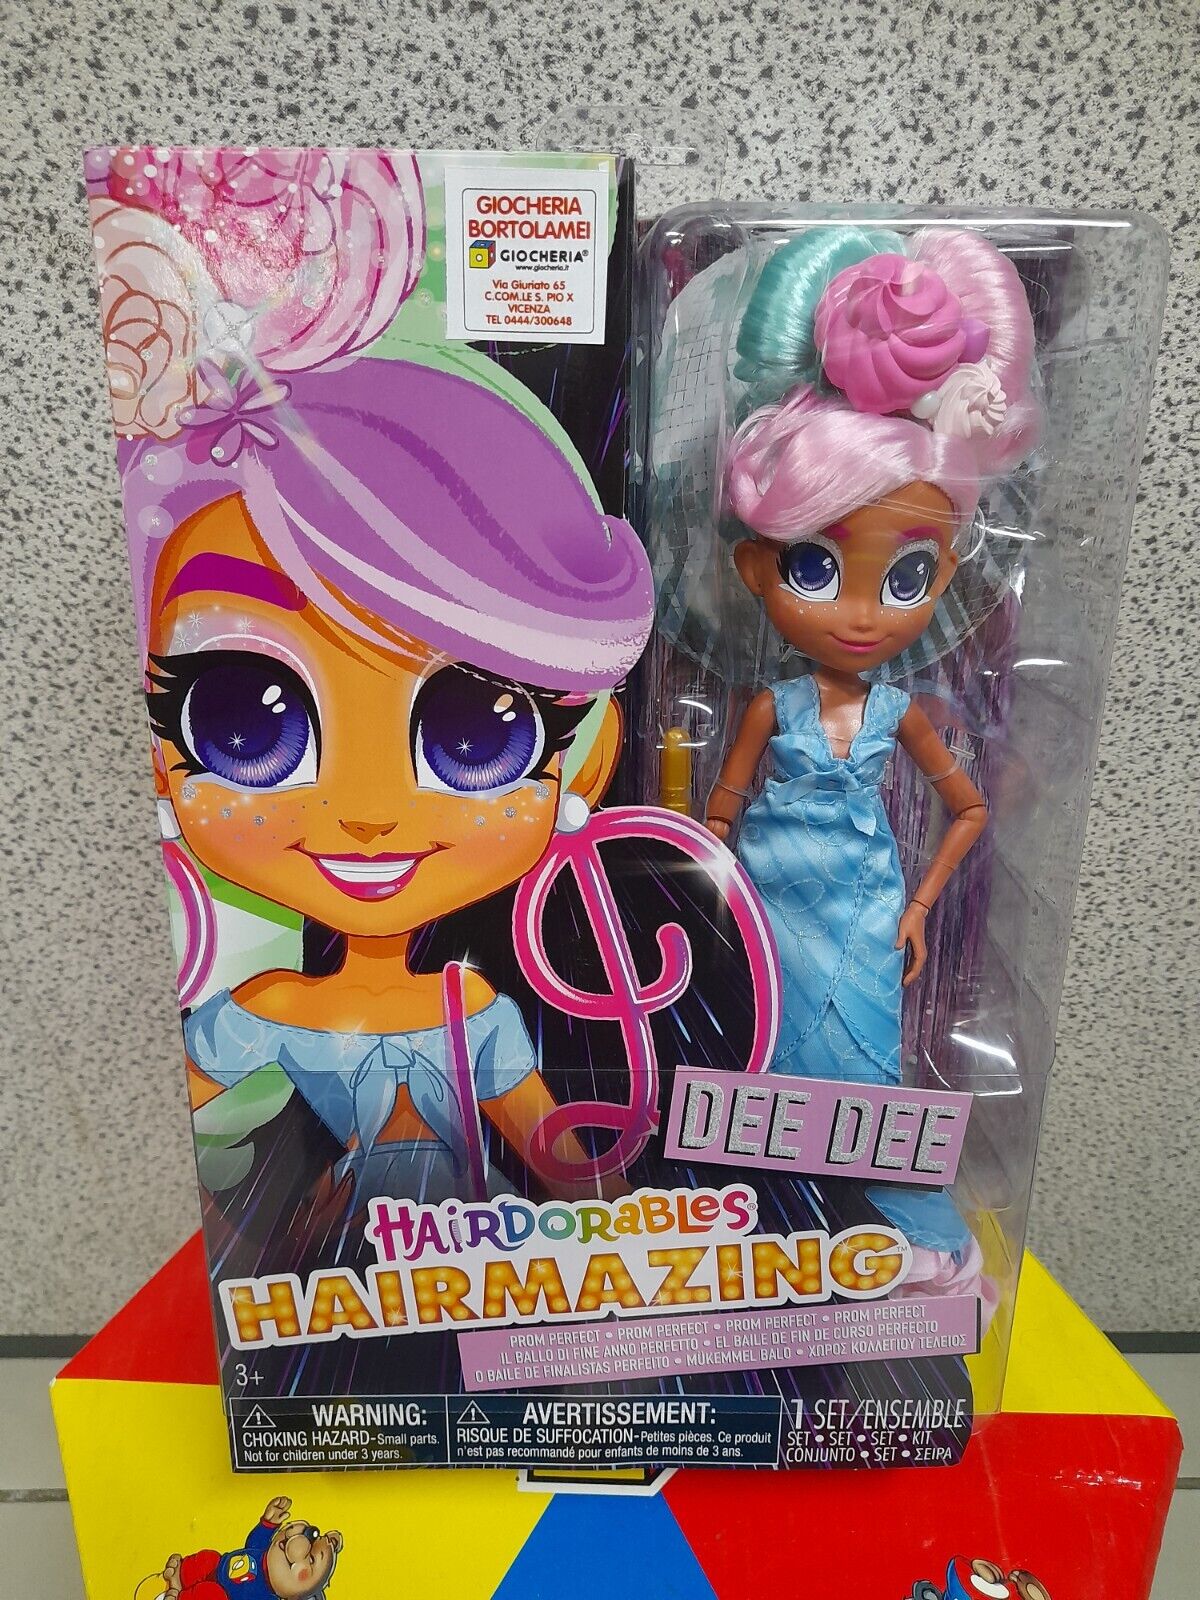 GIOCHERIA
BORTOLAMEI
GIOCHERIA®
www.giocheria.it
Via Giuriato 65
C.COM.LE S. PIO X
VICENZA
TEL 0444/300648
D
DEE DEE
HAIRDORABLES®
HAIRMAZING™
PROM PERFECT • PROM PERFECT • PROM PERFECT • PROM PERFECT
IL BALLO DI FINE ANNO PERFETTO • EL BAILE DE FIN DE CURSO PERFECTO
O BAILE DE FINALISTAS PERFEITO • MÜKEMMEL BALO • ΧΩΡΟΣ ΚΟΛΛΕΓΙΟΥ ΤΕΛΕΙΟΣ
3+
WARNING:
CHOKING HAZARD-Small parts.
Not for children under 3 years.
AVERTISSEMENT:
RISQUE DE SUFFOCATION-Petites pièces. Ce produit
n'est pas recommandé pour enfants de moins de 3 ans.
1 SET/ENSEMBLE
SET • SET • SET • KIT
CONJUNTO • SET • ΣΕΙΡΑ